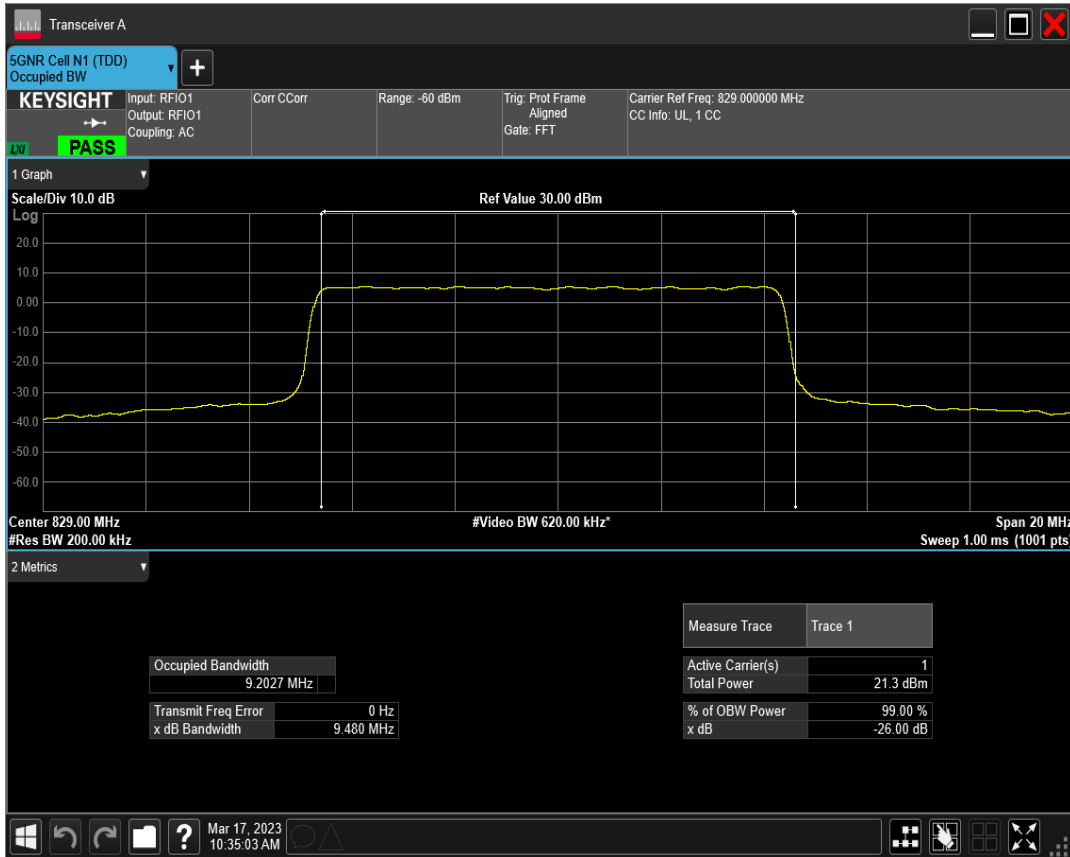 Transceiver A
5GNR Cell N1 (TDD)
Occupied BW
+
KEYSIGHT
LXI
PASS
Input: RFIO1
Output: RFIO1
Coupling: AC
Corr CCorr
Range: -60 dBm
Trig: Prot Frame
Aligned
Gate: FFT
Carrier Ref Freq: 829.000000 MHz
CC Info: UL, 1 CC
1 Graph
Scale/Div 10.0 dB
Ref Value 30.00 dBm
Log
20.0
10.0
0.00
-10.0
-20.0
-30.0
-40.0
-50.0
-60.0
Center 829.00 MHz
#Video BW 620.00 kHz*
Span 20 MHz
#Res BW 200.00 kHz
Sweep 1.00 ms (1001 pts)
2 Metrics
Measure Trace Trace 1
Occupied Bandwidth
9.2027 MHz
Active Carrier(s) 1
Total Power 21.3 dBm
Transmit Freq Error 0 Hz
x dB Bandwidth 9.480 MHz
% of OBW Power 99.00 %
x dB -26.00 dB
?
Mar 17, 2023
10:35:03 AM